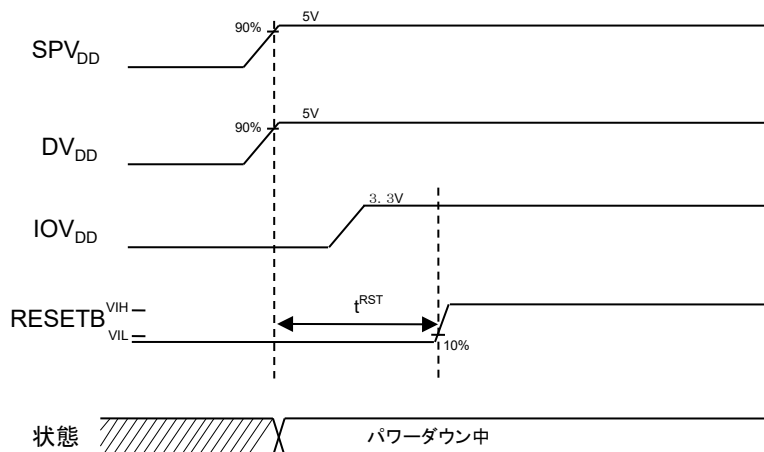 5V
90%
SPVDD
5V
90%
DVDD
3. 3V
IOVDD
tRST
VIH
RESETB
VIL
10%
状態
パワーダウン中